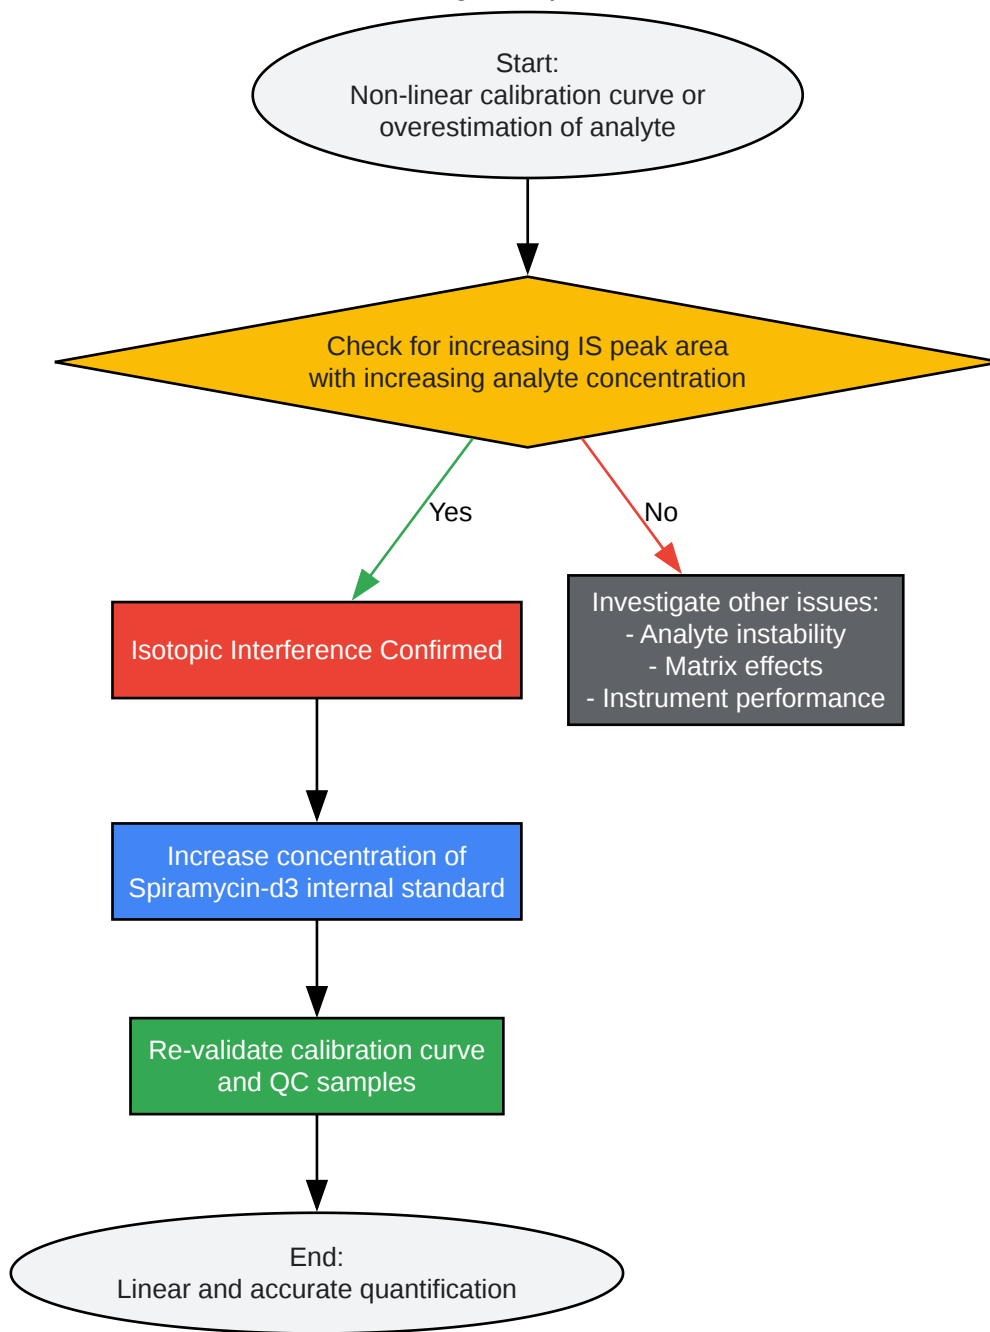 Start:
Non-linear calibration curve or
overestimation of analyte
Check for increasing IS peak area
with increasing analyte concentration
Yes
No
Investigate other issues:
- Analyte instability
- Matrix effects
- Instrument performance
Isotopic Interference Confirmed
Increase concentration of
Spiramycin-d3 internal standard
Re-validate calibration curve
and QC samples
End:
Linear and accurate quantification